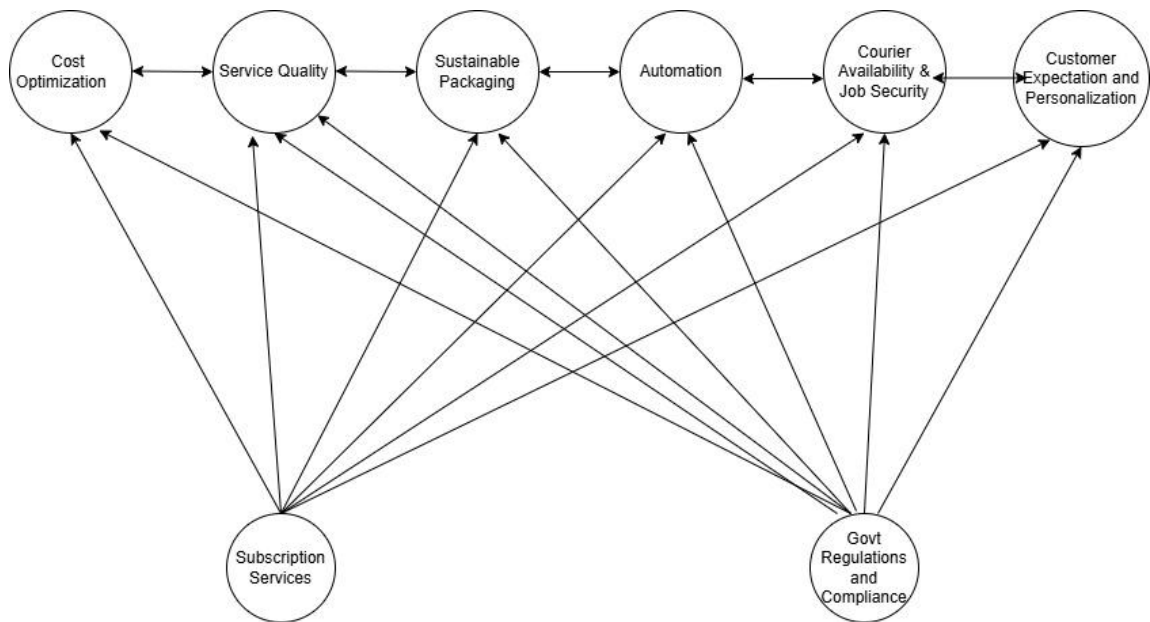 Cost
Optimization
Service Quality
Sustainable
Packaging
Automation
Courier
Availability &
Job Security
Customer
Expectation and
Personalization
Subscription
Services
Govt
Regulations
and
Compliance